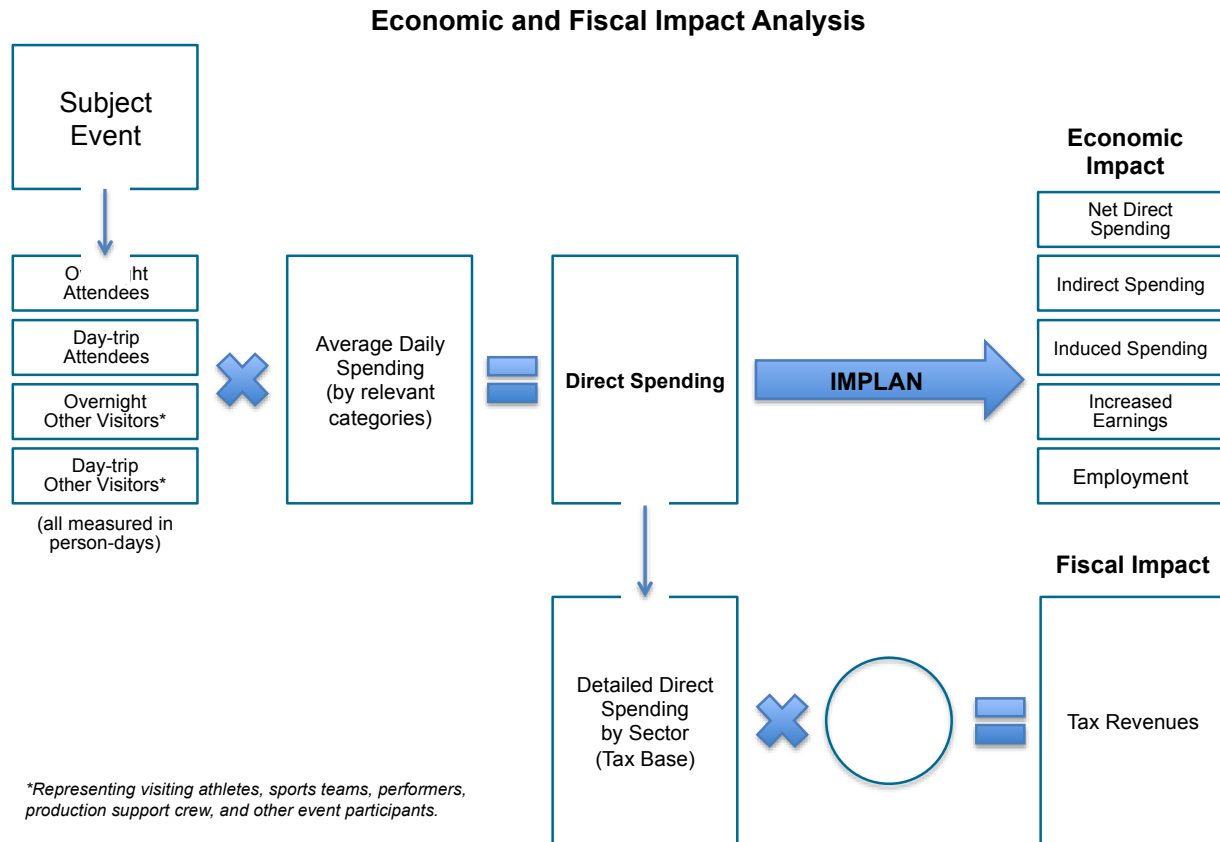 Economic and Fiscal Impact Analysis
Subject
Event
Attendees
Day-trip
Attendees
Overnight
Other Visitors*
Day-trip
Other Visitors*
(all measured in
person-days)
Average Daily
Spending
(by relevant
categories)
Direct Spending
IMPLAN
Economic
Impact
Net Direct
Spending
Indirect Spending
Induced Spending
Increased
Earnings
Employment
Detailed Direct
Spending
by Sector
(Tax Base)
Fiscal Impact
Tax Revenues
*Representing visiting athletes, sports teams, performers,
production support crew, and other event participants.